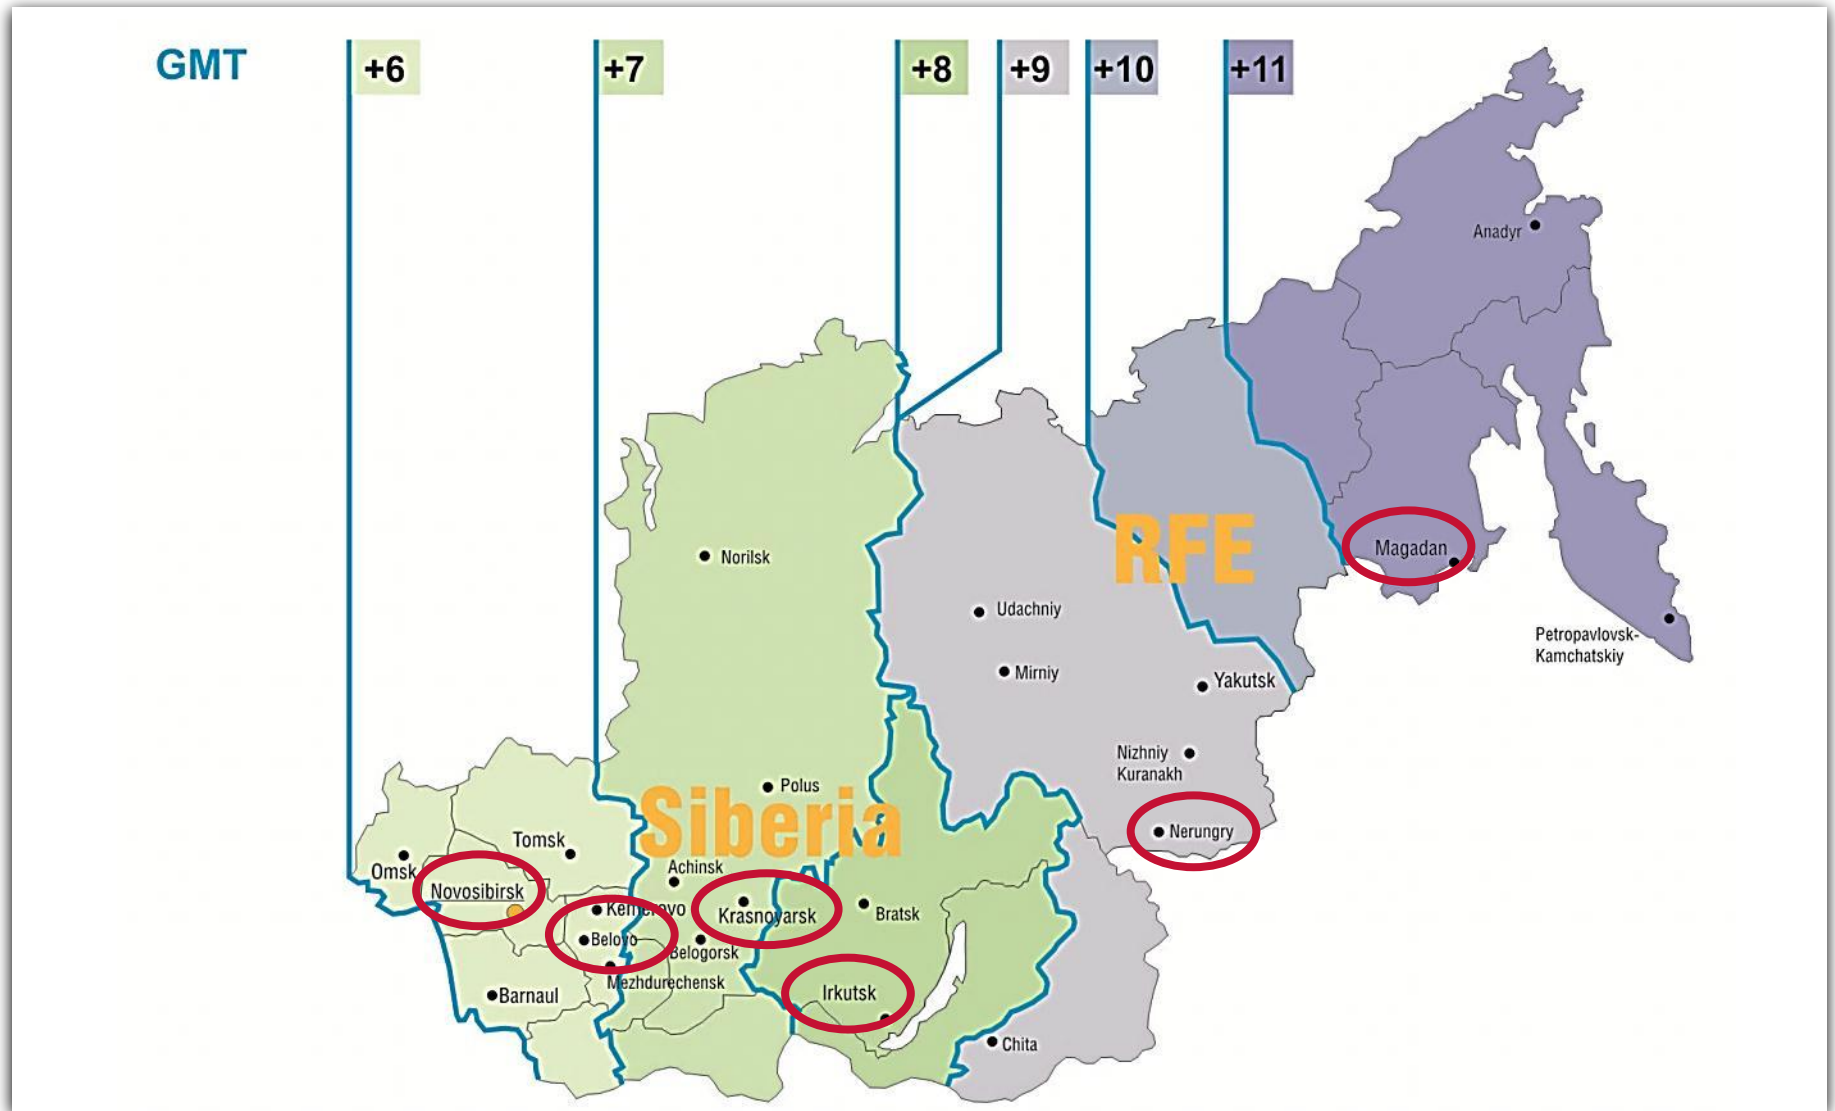 GMT
+6
+7
+8
+9
+10
+11
Anadyr
Magadan
RFE
Norilsk
Udachniy
Petropavlovsk-
Kamchatskiy
Mirniy
Yakutsk
Nizhniy
Kuranakh
Polus
Siberia
Nerungry
Tomsk
Omsk
Achinsk
Novosibirsk
Kemerovo
Krasnoyarsk
Bratsk
Belovo
Belogorsk
Mezhdurechensk
Barnaul
Irkutsk
Chita